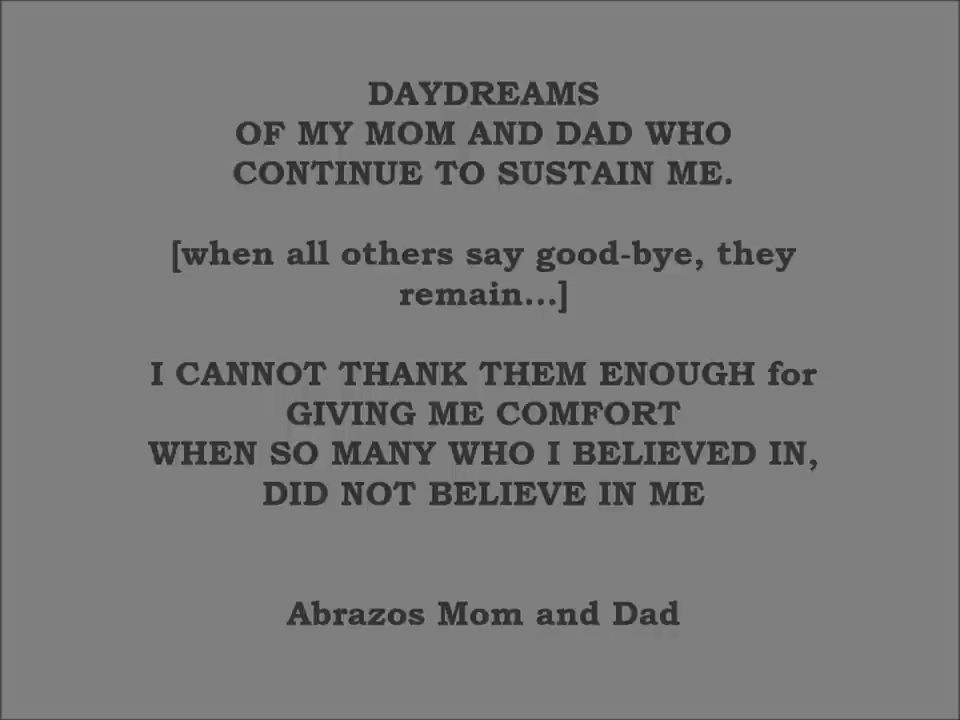 DAYDREAMS
OF MY MOM AND DAD WHO
CONTINUE TO SUSTAIN ME.
[when all others say good-bye, they
remain...]
I CANNOT THANK THEM ENOUGH for
GIVING ME COMFORT
WHEN SO MANY WHO I BELIEVED IN,
DID NOT BELIEVE IN ME
Abrazos Mom and Dad